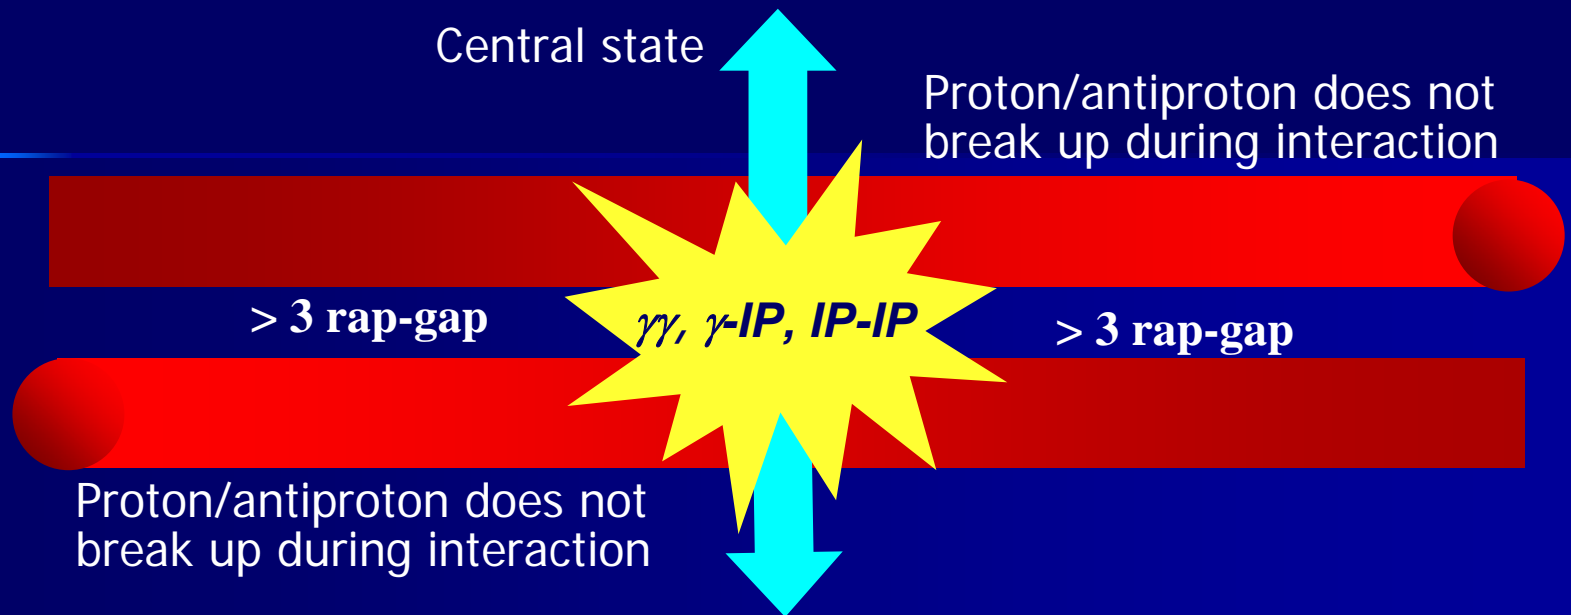 Central state
Proton/antiproton does not
break up during interaction
> 3 rap-gap
γγ, γ-IP, IP-IP
> 3 rap-gap
Proton/antiproton does not
break up during interaction